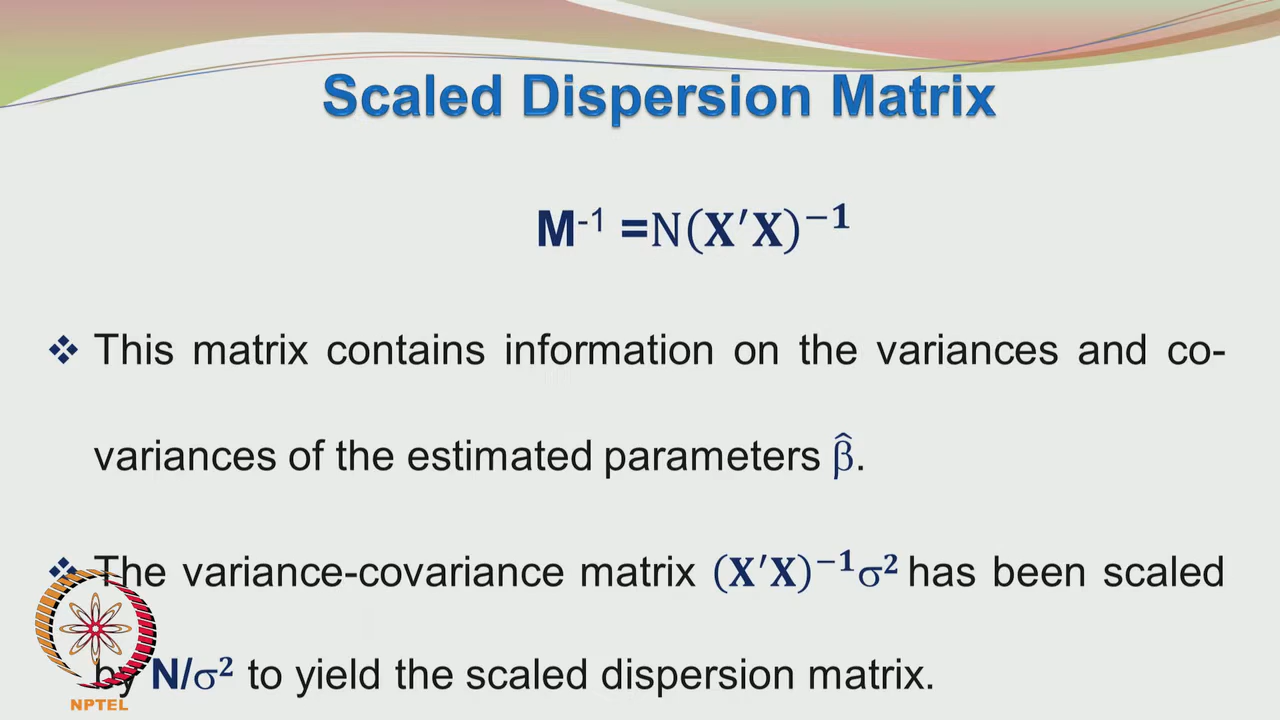 Scaled Dispersion Matrix
M⁻¹ =N(X′X)⁻¹
❖ This matrix contains information on the variances and co-
variances of the estimated parameters β̂.
❖ The variance-covariance matrix (X′X)⁻¹σ² has been scaled
by N/σ² to yield the scaled dispersion matrix.
NPTEL